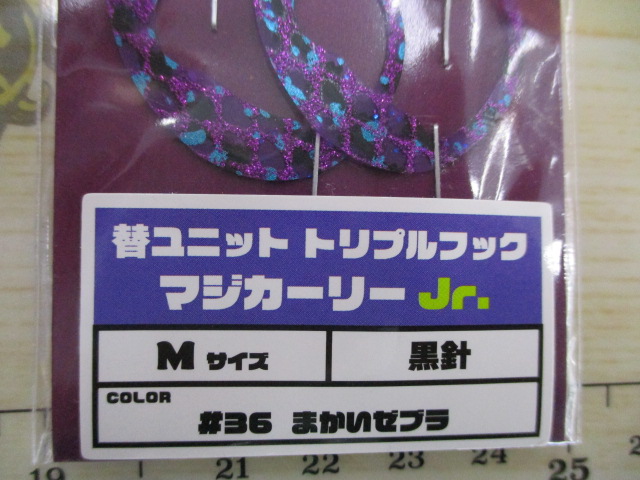 替ユニット トリプルフック
マジカーリー Jr.
M サイズ
黒針
COLOR
#36 まかいゼブラ
19 21 22 23 24 25